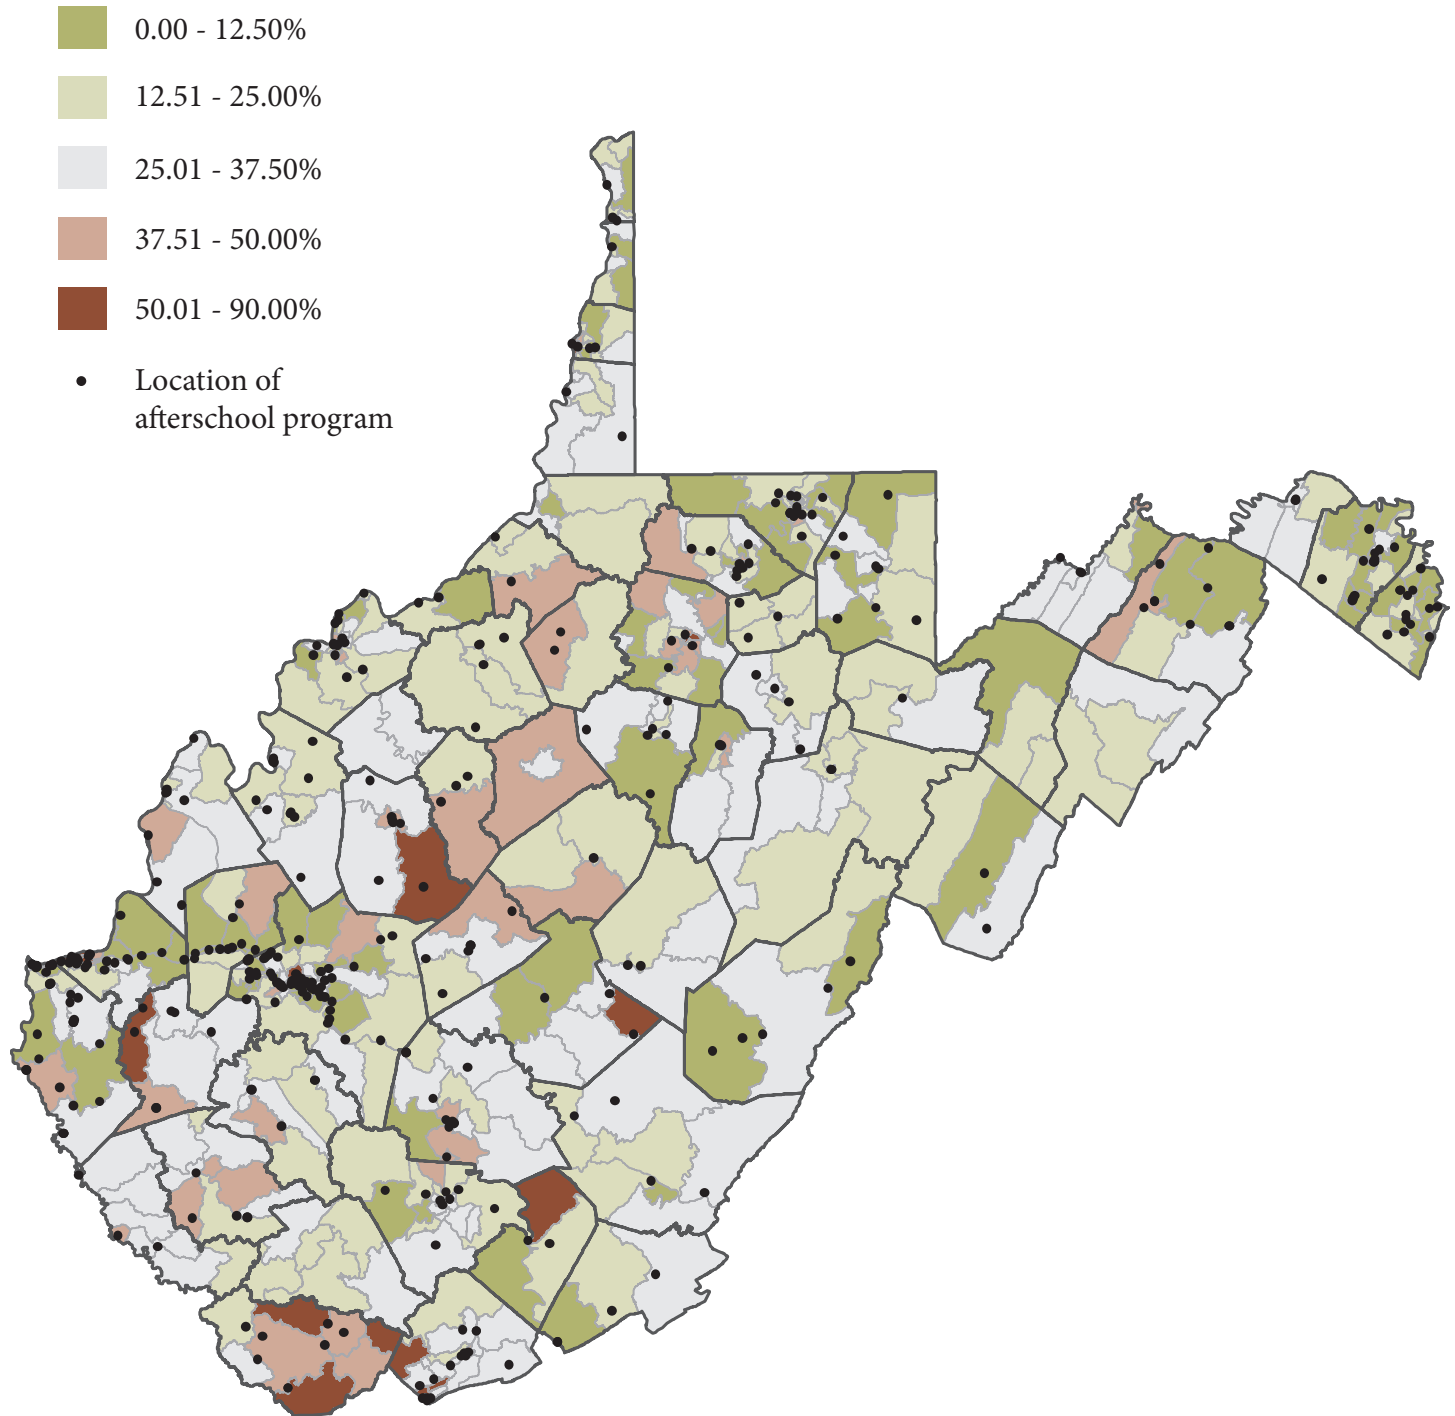 0.00 - 12.50%
12.51 - 25.00%
25.01 - 37.50%
37.51 - 50.00%
50.01 - 90.00%
Location of
afterschool program